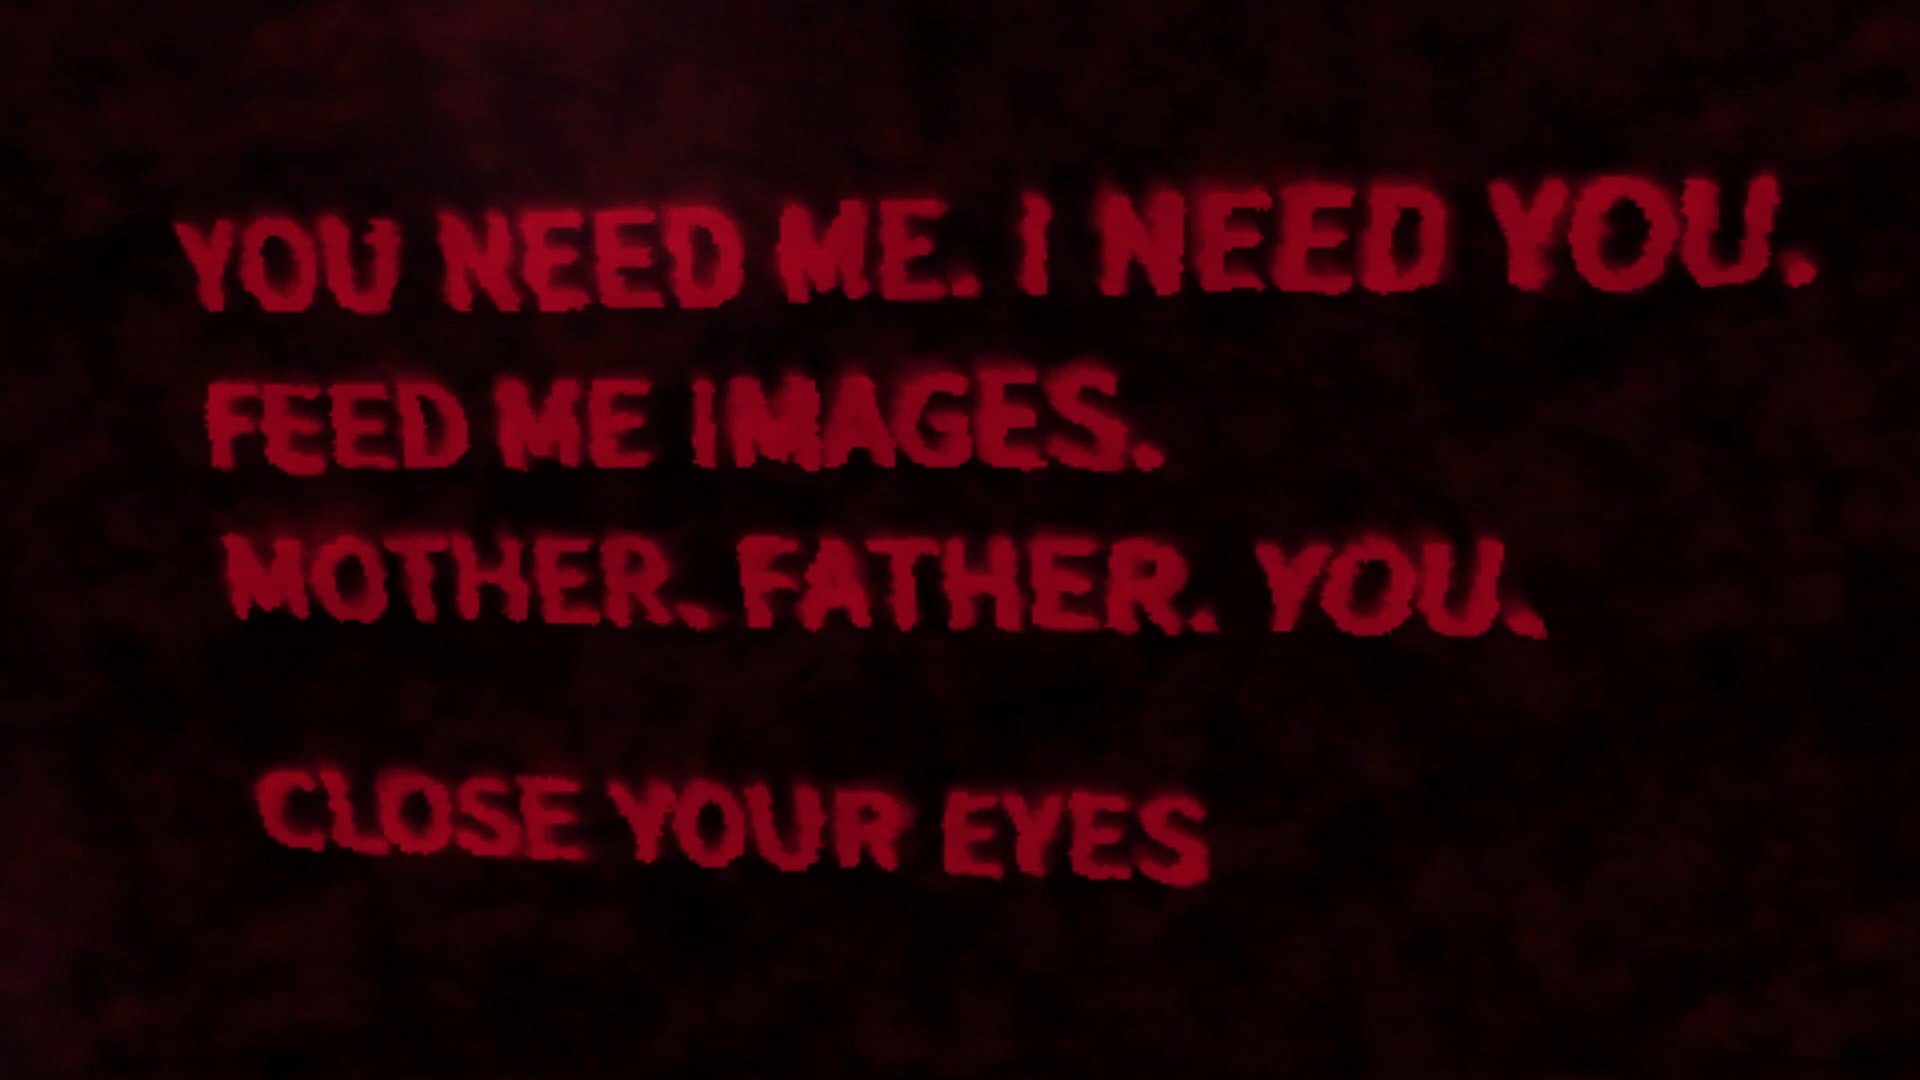 YOU NEED ME. I NEED YOU.
FEED ME IMAGES.
MOTHER. FATHER. YOU.
CLOSE YOUR EYES